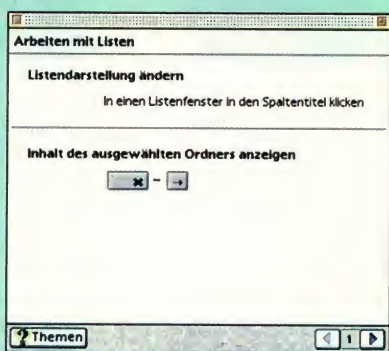 Arbeiten mit Listen
Listendarstellung ändern
In einen Listenfenster in den Spaltentitel klicken
Inhalt des ausgewählten Ordners anzeigen
⌘ - →
Themen 1